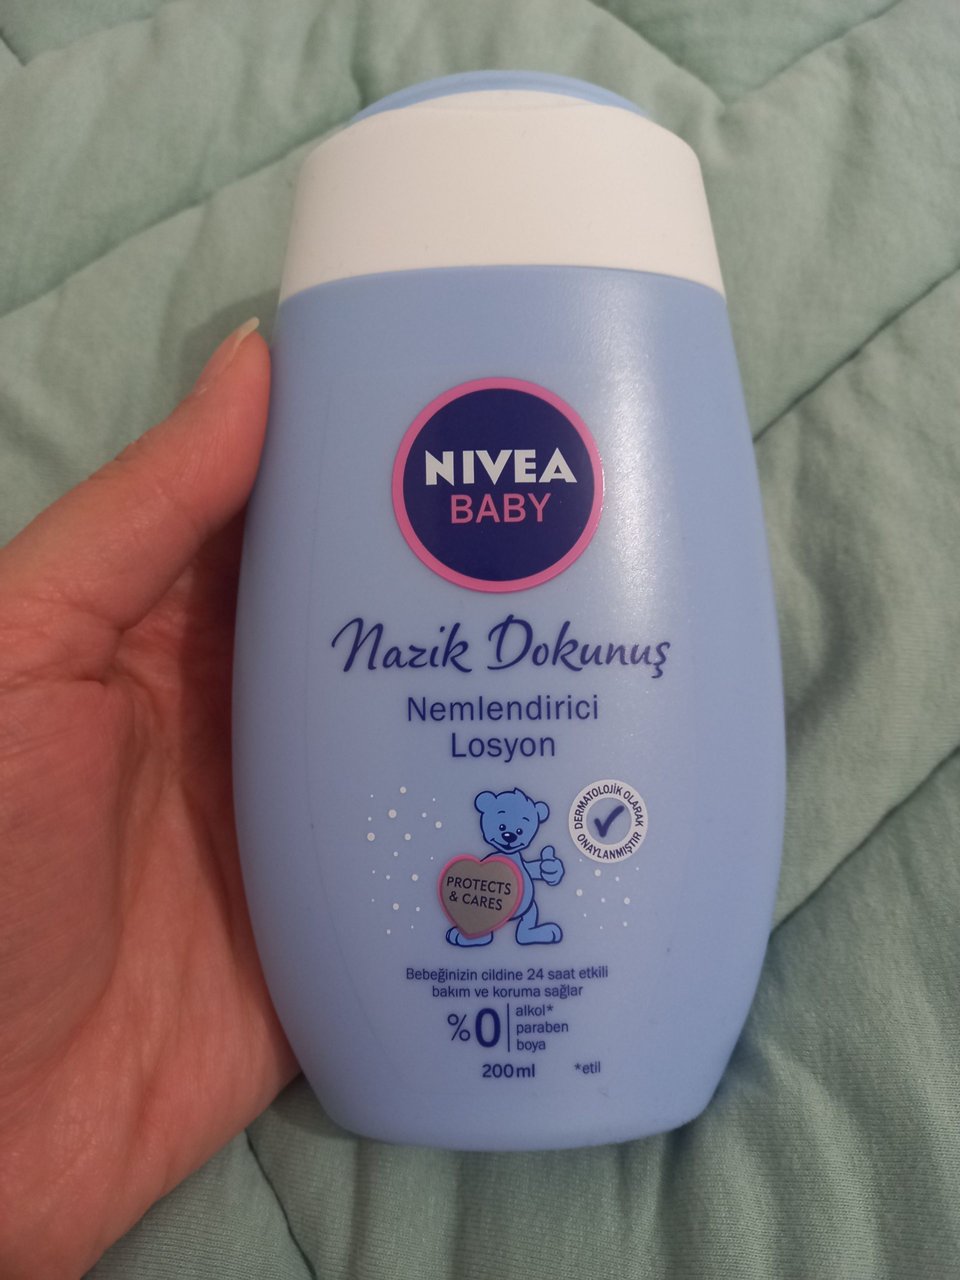 NIVEA
BABY
Nazik Dokunuş
Nemlendirici
Losyon
DERMATOLOJİK OLARAK
ONAYLANMIŞTIR
PROTECTS
& CARES
Bebeğinizin cildine 24 saat etkili
bakım ve koruma sağlar
%0
alkol*
paraben
boya
200ml
*etil